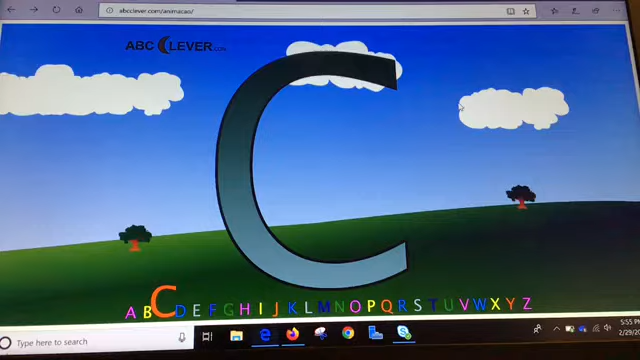 abcclever.com/animacao/
ABC CLEVER.COM
C
A B C D E F G H I J K L M N O P Q R S T U V W X Y Z
Type here to search
5:55 PM